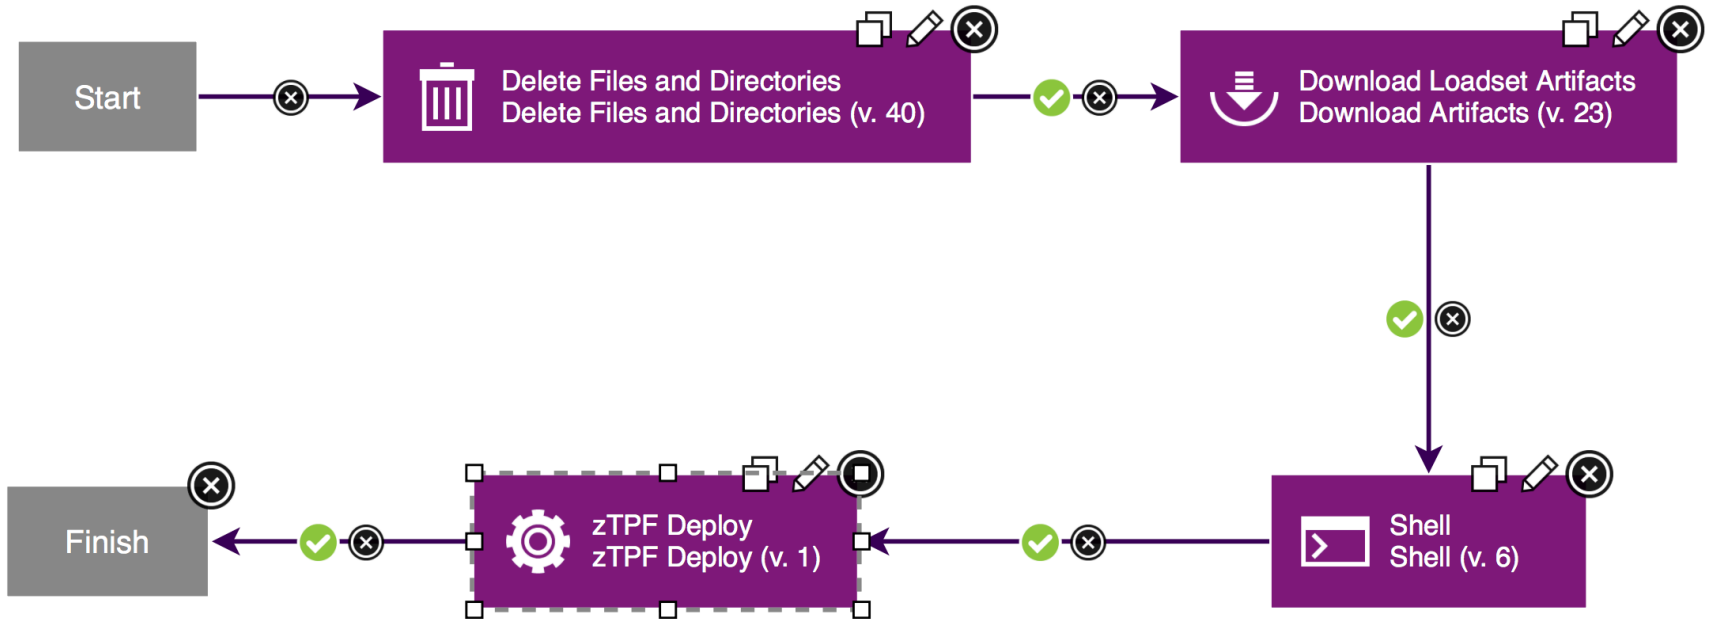 Start
Delete Files and Directories
Delete Files and Directories (v. 40)
Download Loadset Artifacts
Download Artifacts (v. 23)
Finish
zTPF Deploy
zTPF Deploy (v. 1)
Shell
Shell (v. 6)